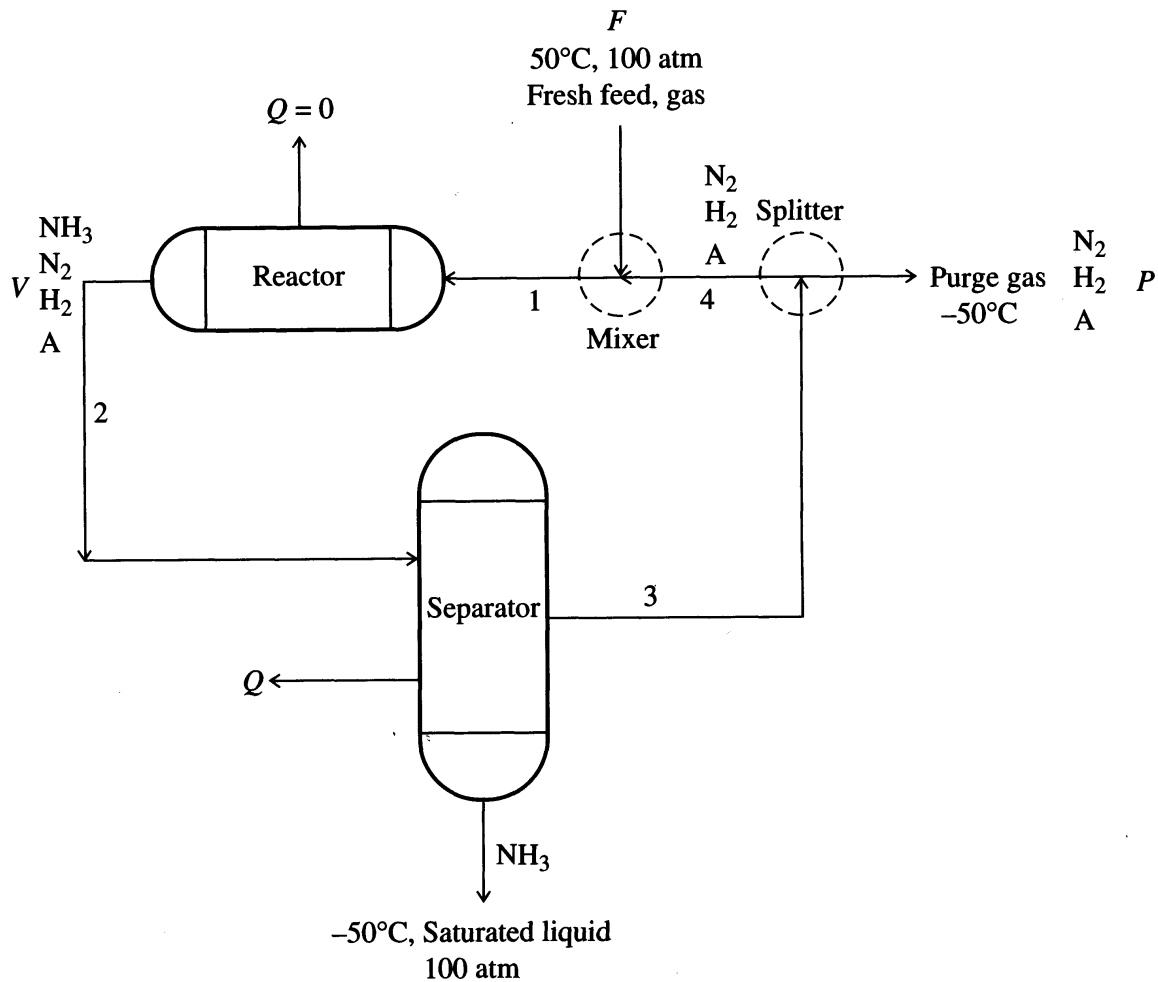 F
50°C, 100 atm
Fresh feed, gas
Q = 0
N₂
H₂ Splitter
A
NH₃
N₂
V H₂
A
Reactor
1
Mixer
4
Purge gas
–50°C
N₂
H₂ P
A
2
Separator
3
Q
NH₃
–50°C, Saturated liquid
100 atm